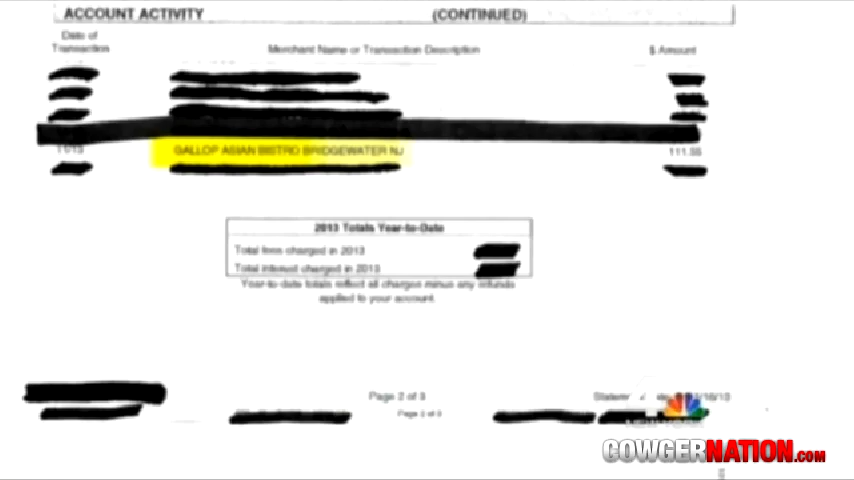 ACCOUNT ACTIVITY (CONTINUED)
Date of
Transaction Merchant Name or Transaction Description $ Amount
GALLOP ASIAN BISTRO BRIDGEWATER NJ 111.55
2013 Totals Year-to-Date
Total fees charged in 2013
Total interest charged in 2013
Year-to-date totals reflect all charges minus any refunds
applied to your account.
Page 2 of 3
Page 2 of 3
COWGERNATION.com